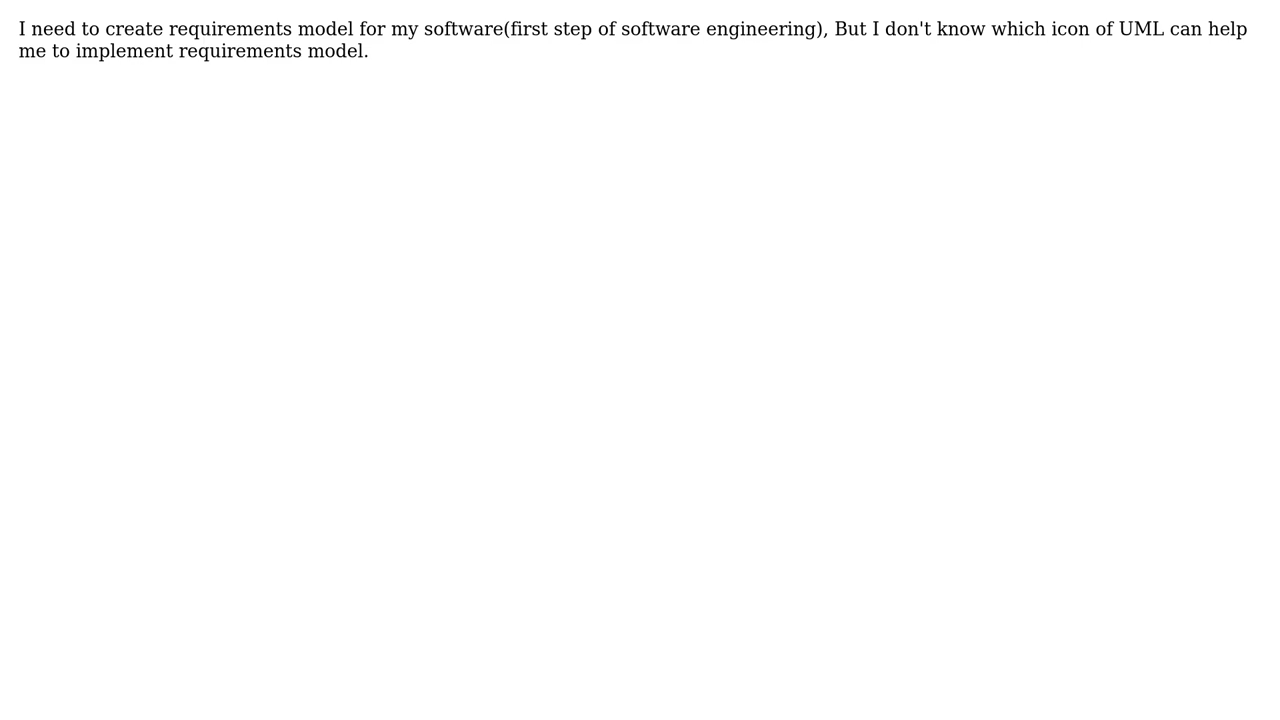 I need to create requirements model for my software(first step of software engineering), But I don't know which icon of UML can help
me to implement requirements model.